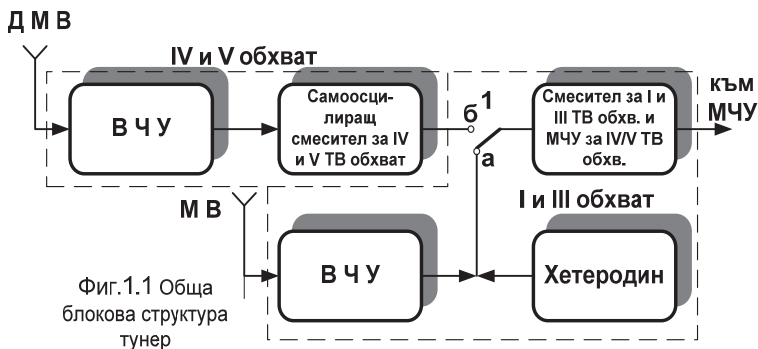 Д М В
IV и V обхват
В Ч У
Самоосци-
лиращ
смесител за IV
и V ТВ обхват
б
1
а
Смесител за I и
III ТВ обхв. и
МЧУ за IV/V ТВ
обхв.
към
МЧУ
М В
I и III обхват
В Ч У
Хетеродин
Фиг.1.1 Обща
блокова структура
тунер